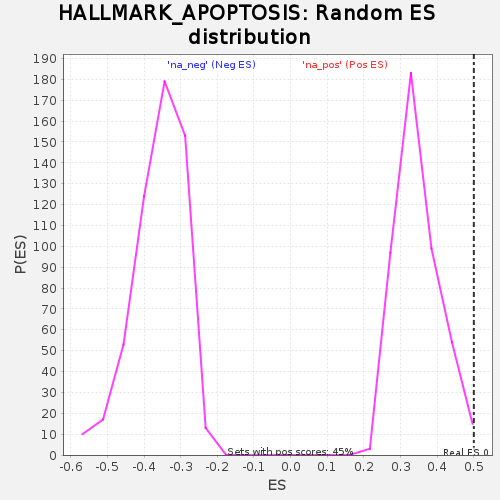 HALLMARK_APOPTOSIS: Random ES
distribution
'na_neg' (Neg ES)
'na_pos' (Pos ES)
190
180
170
160
150
140
130
120
110
100
90
80
70
60
50
40
30
20
10
0
P(ES)
Sets with pos scores: 45%
Real ES 0
-0.6 -0.5 -0.4 -0.3 -0.2 -0.1 0.0 0.1 0.2 0.3 0.4 0.5
ES